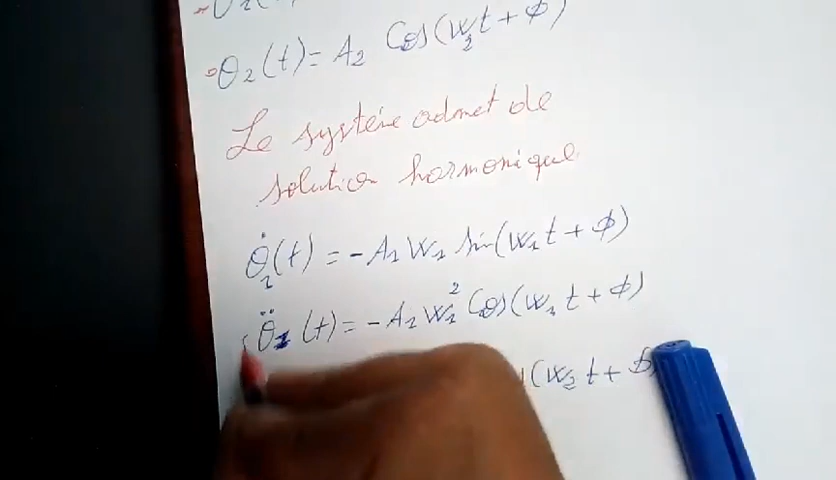 θ₂(t) = A₂ Cos(w₂t + ϕ)
Le système admet de
solution harmonique
θ̇₁(t) = -A₁ w₁ sin(w₁t + ϕ)
θ̈₁(t) = -A₁ w₁² Cos(w₁t + ϕ)
(w₂t + ϕ